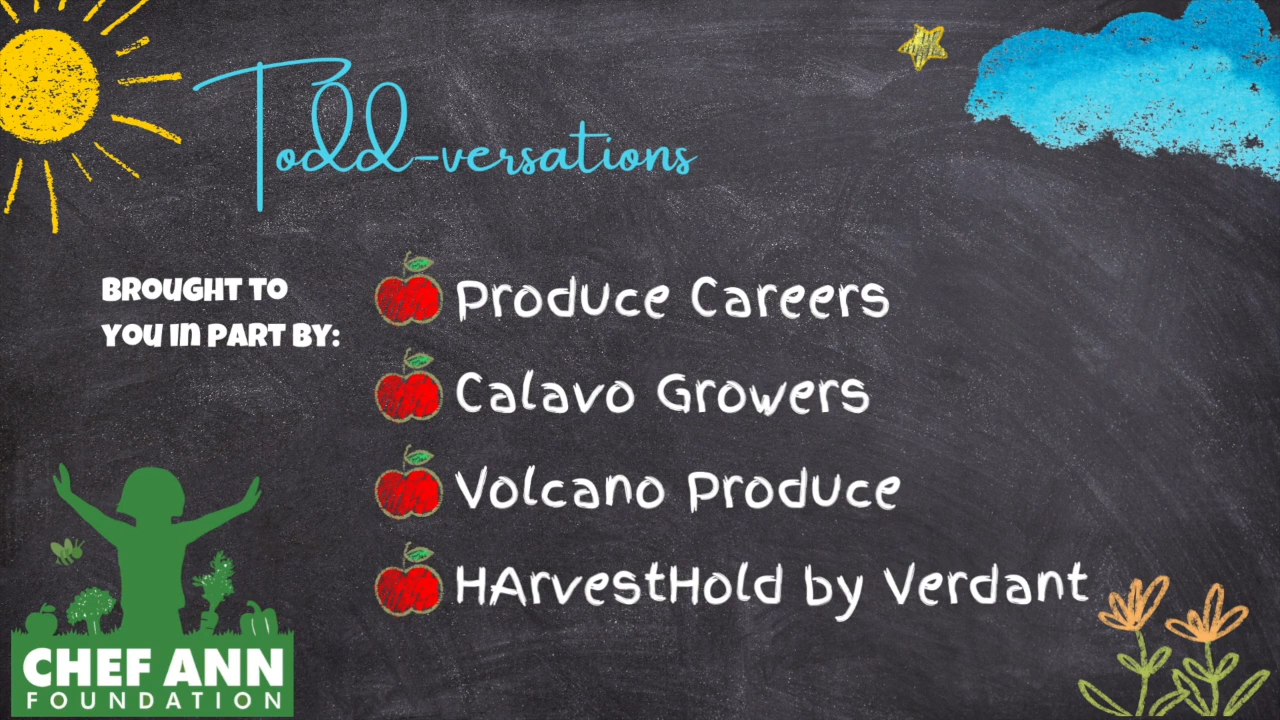 Todd-versations
BROUGHT TO
YOU IN PART BY:
Produce Careers
Calavo Growers
Volcano Produce
HArvestHold by Verdant
CHEF ANN
FOUNDATION